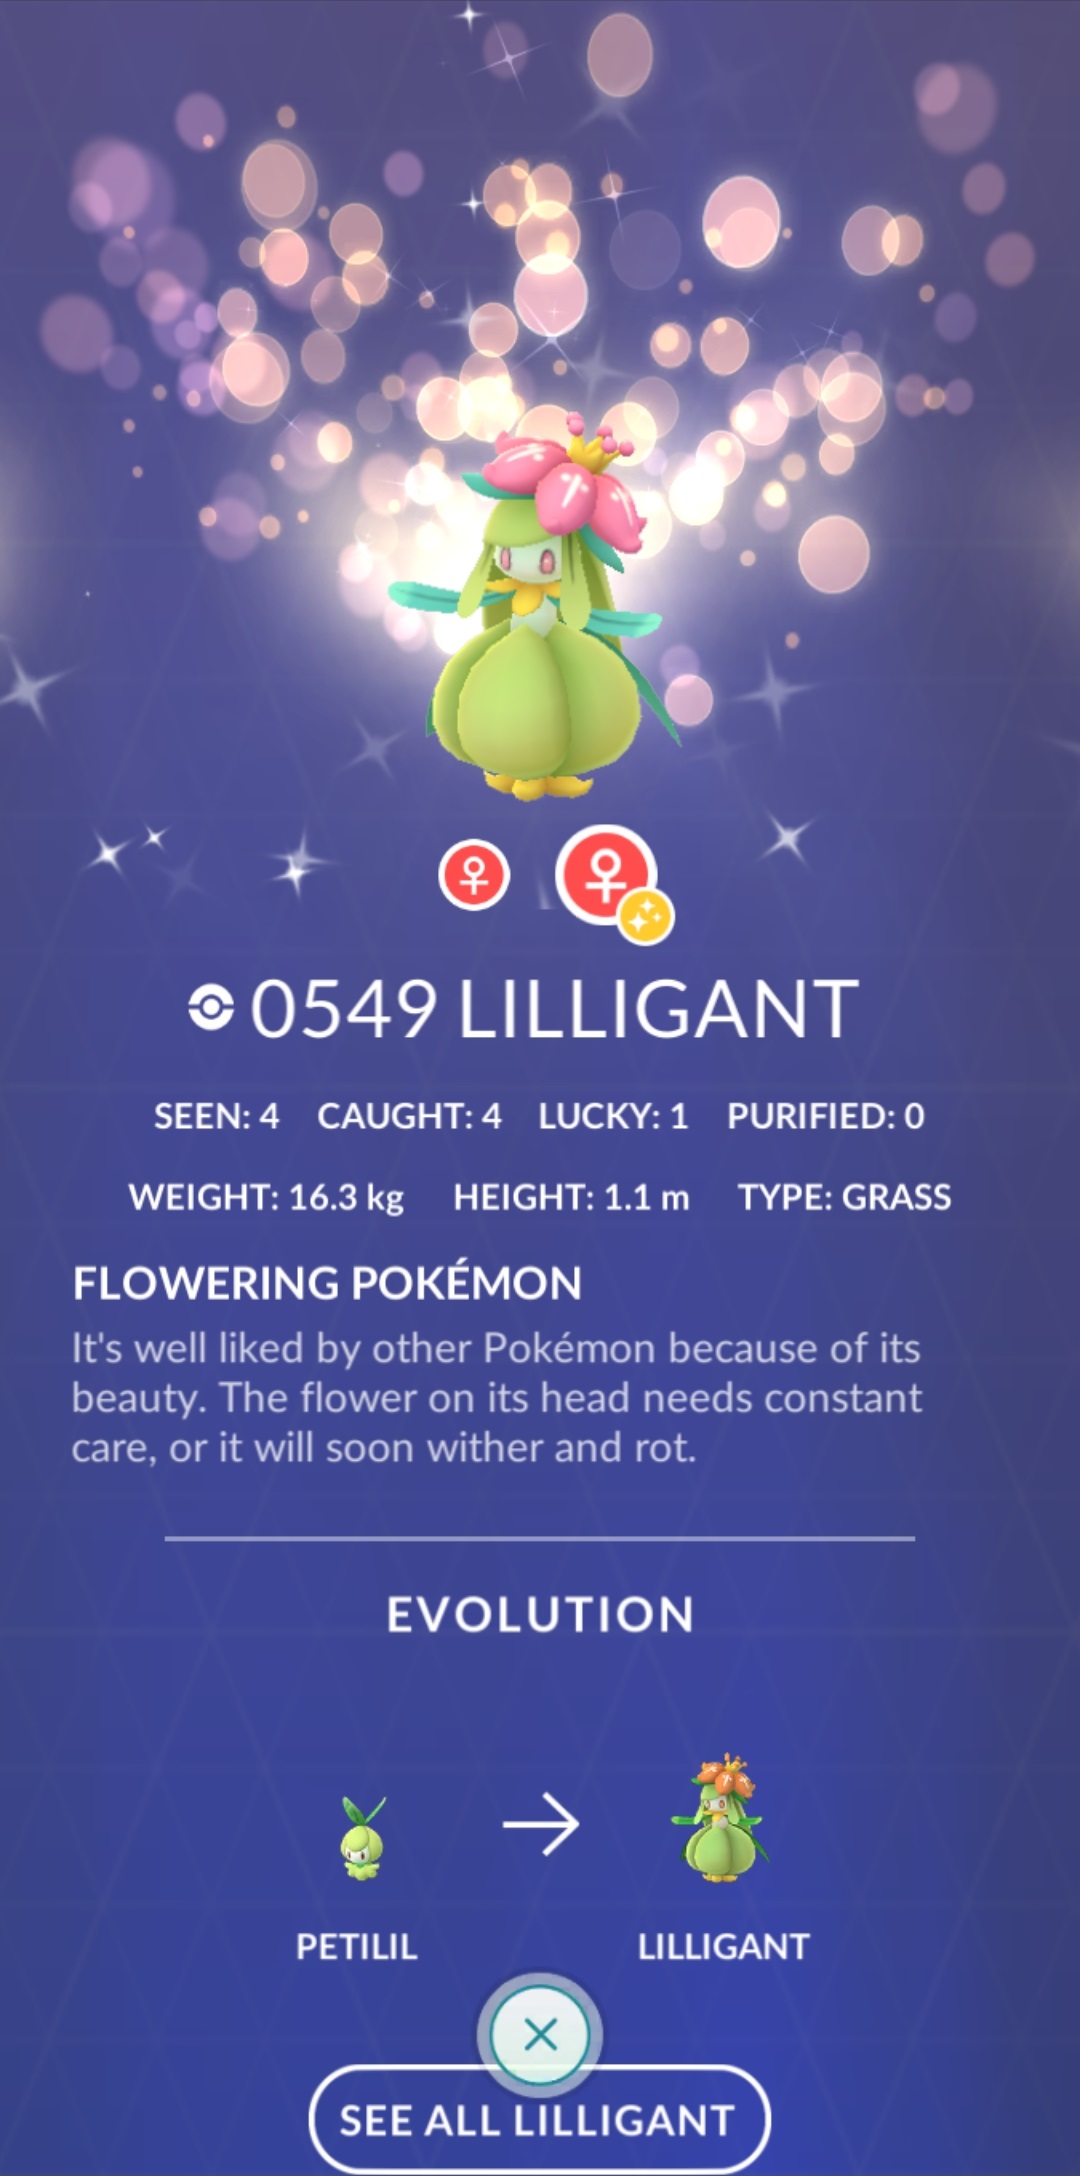 0549 LILLIGANT
SEEN: 4 CAUGHT: 4 LUCKY: 1 PURIFIED: 0
WEIGHT: 16.3 kg HEIGHT: 1.1 m TYPE: GRASS
FLOWERING POKÉMON
It's well liked by other Pokémon because of its
beauty. The flower on its head needs constant
care, or it will soon wither and rot.
EVOLUTION
PETILIL LILLIGANT
SEE ALL LILLIGANT